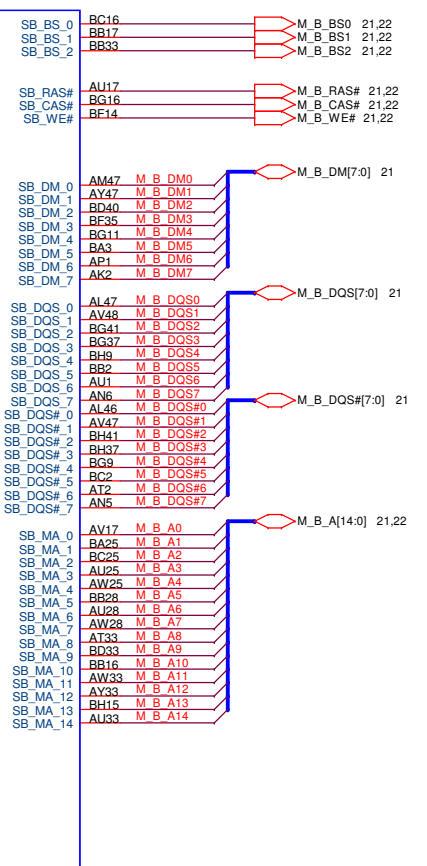 SB_BS_0 BC16 M_B_BS0 21,22
SB_BS_1 BB17 M_B_BS1 21,22
SB_BS_2 BB33 M_B_BS2 21,22
SB_RAS# AU17 M_B_RAS# 21,22
SB_CAS# BG16 M_B_CAS# 21,22
SB_WE# BF14 M_B_WE# 21,22
M_B_DM[7:0] 21
SB_DM_0 AM47 M_B_DM0
SB_DM_1 AY47 M_B_DM1
SB_DM_2 BD40 M_B_DM2
SB_DM_3 BF35 M_B_DM3
SB_DM_4 BG11 M_B_DM4
SB_DM_5 BA3 M_B_DM5
SB_DM_6 AP1 M_B_DM6
SB_DM_7 AK2 M_B_DM7
M_B_DQS[7:0] 21
SB_DQS_0 AL47 M_B_DQS0
SB_DQS_1 AV48 M_B_DQS1
SB_DQS_2 BG41 M_B_DQS2
SB_DQS_3 BG37 M_B_DQS3
SB_DQS_4 BH9 M_B_DQS4
SB_DQS_5 BB2 M_B_DQS5
SB_DQS_6 AU1 M_B_DQS6
SB_DQS_7 AN6 M_B_DQS7
M_B_DQS#[7:0] 21
SB_DQS#_0 AL46 M_B_DQS#0
SB_DQS#_1 AV47 M_B_DQS#1
SB_DQS#_2 BH41 M_B_DQS#2
SB_DQS#_3 BH37 M_B_DQS#3
SB_DQS#_4 BG9 M_B_DQS#4
SB_DQS#_5 BC2 M_B_DQS#5
SB_DQS#_6 AT2 M_B_DQS#6
SB_DQS#_7 AN5 M_B_DQS#7
M_B_A[14:0] 21,22
SB_MA_0 AV17 M_B_A0
SB_MA_1 BA25 M_B_A1
SB_MA_2 BC25 M_B_A2
SB_MA_3 AU25 M_B_A3
SB_MA_4 AW25 M_B_A4
SB_MA_5 BB28 M_B_A5
SB_MA_6 AU28 M_B_A6
SB_MA_7 AW28 M_B_A7
SB_MA_8 AT33 M_B_A8
SB_MA_9 BD33 M_B_A9
SB_MA_10 BB16 M_B_A10
SB_MA_11 AW33 M_B_A11
SB_MA_12 AY33 M_B_A12
SB_MA_13 BH15 M_B_A13
SB_MA_14 AU33 M_B_A14